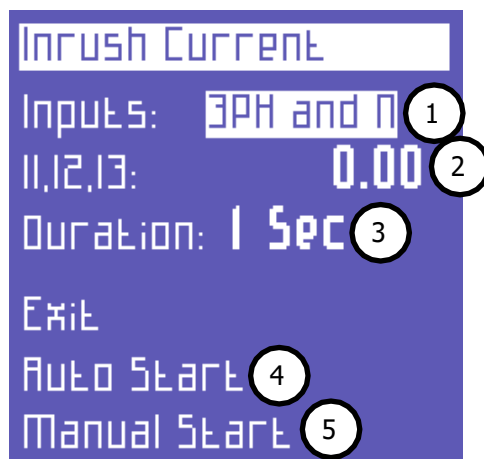 Inrush Current
Inputs: 3PH and N 1
I1,I2,I3: 0.00 2
Duration: 1 Sec 3
Exit
Auto Start 4
Manual Start 5